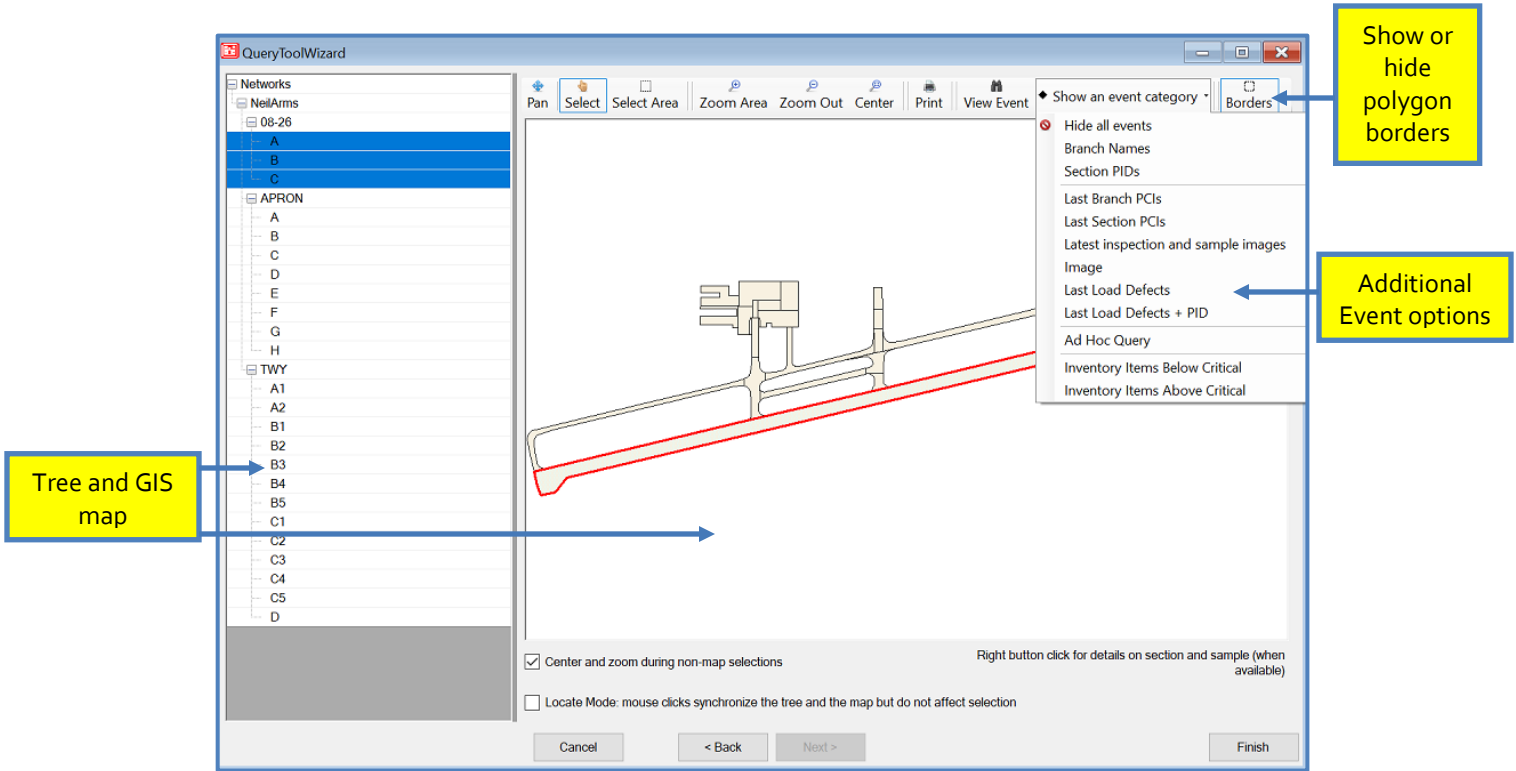 Show or
hide
polygon
borders
QueryToolWizard
Networks
NeilArms
08-26
A
B
C
APRON
A
B
C
D
E
F
G
H
TWY
A1
A2
B1
B2
B3
B4
B5
C1
C2
C3
C4
C5
D
Pan Select Select Area Zoom Area Zoom Out Center Print View Event Show an event category Borders
Hide all events
Branch Names
Section PIDs
Last Branch PCIs
Last Section PCIs
Latest inspection and sample images
Image
Last Load Defects
Last Load Defects + PID
Ad Hoc Query
Inventory Items Below Critical
Inventory Items Above Critical
Additional
Event options
Tree and GIS
map
Center and zoom during non-map selections
Right button click for details on section and sample (when
available)
Locate Mode: mouse clicks synchronize the tree and the map but do not affect selection
Cancel < Back Next > Finish